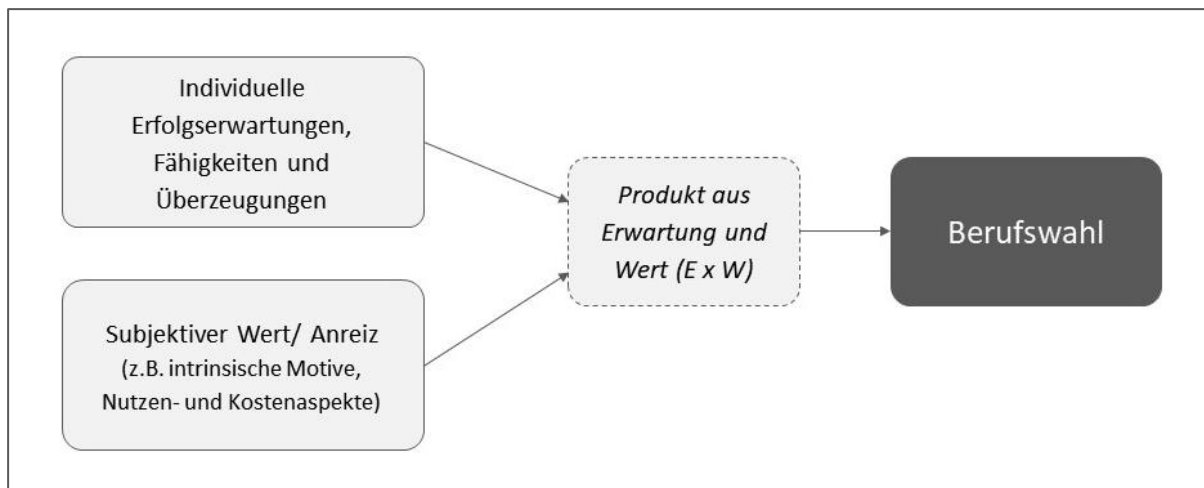 Individuelle
Erfolgserwartungen,
Fähigkeiten und
Überzeugungen
Subjektiver Wert/ Anreiz
(z.B. intrinsische Motive,
Nutzen- und Kostenaspekte)
Produkt aus
Erwartung und
Wert (E x W)
Berufswahl